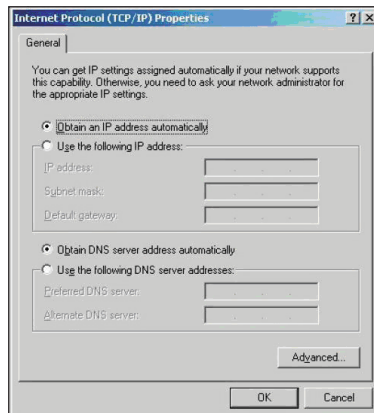 Internet Protocol (TCP/IP) Properties
General
You can get IP settings assigned automatically if your network supports
this capability. Otherwise, you need to ask your network administrator for
the appropriate IP settings.
Obtain an IP address automatically
Use the following IP address:
IP address:
Subnet mask:
Default gateway:
Obtain DNS server address automatically
Use the following DNS server addresses:
Preferred DNS server:
Alternate DNS server:
Advanced...
OK
Cancel